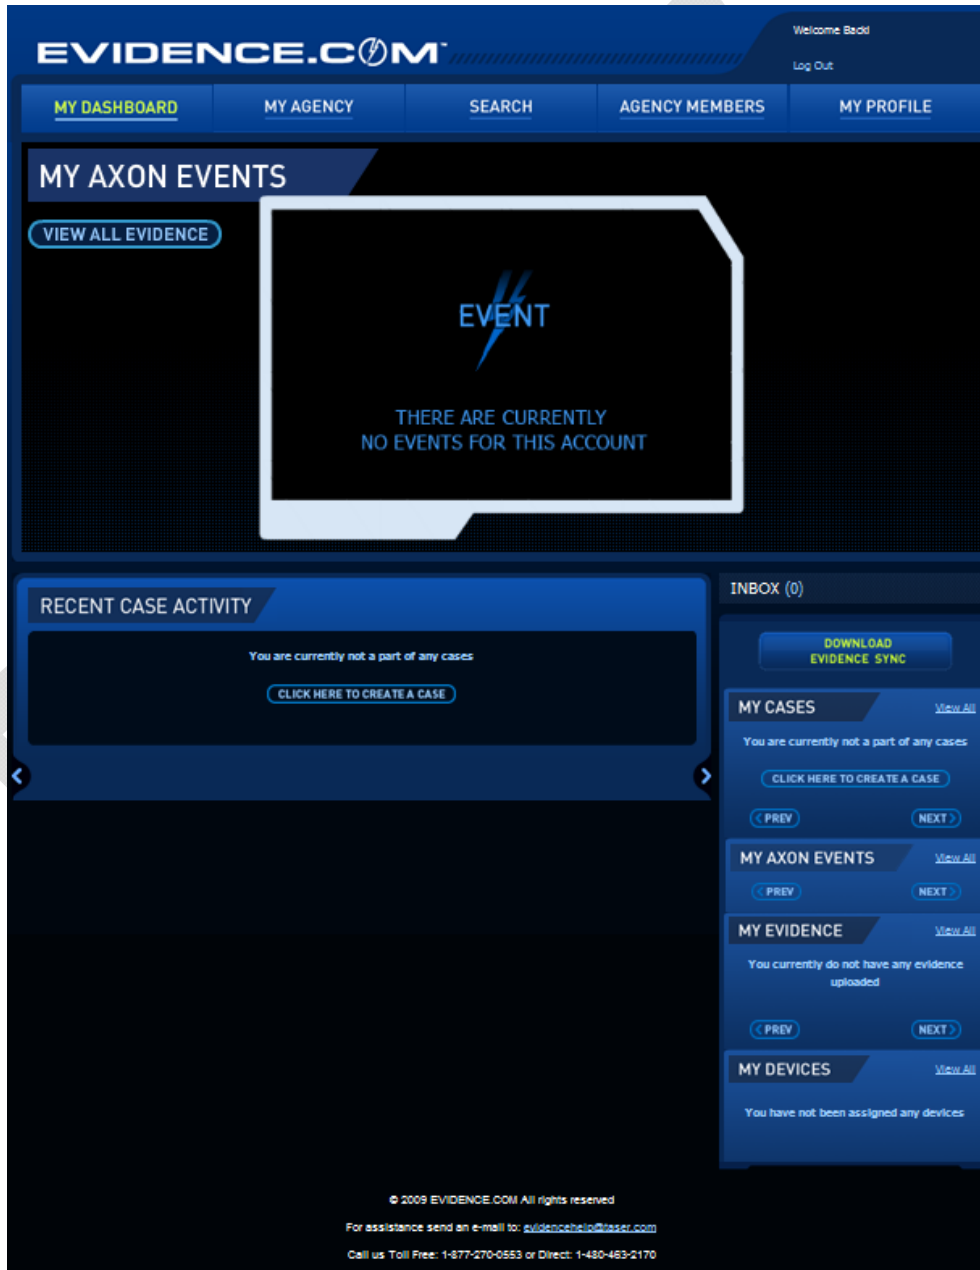 EVIDENCE.COM
Welcome Back!
Log Out
MY DASHBOARD MY AGENCY SEARCH AGENCY MEMBERS MY PROFILE
MY AXON EVENTS
VIEW ALL EVIDENCE
EVENT
THERE ARE CURRENTLY
NO EVENTS FOR THIS ACCOUNT
RECENT CASE ACTIVITY
You are currently not a part of any cases
CLICK HERE TO CREATE A CASE
INBOX (0)
DOWNLOAD
EVIDENCE SYNC
MY CASES View All
You are currently not a part of any cases
CLICK HERE TO CREATE A CASE
PREV NEXT
MY AXON EVENTS View All
PREV NEXT
MY EVIDENCE View All
You currently do not have any evidence
uploaded
PREV NEXT
MY DEVICES View All
You have not been assigned any devices
© 2009 EVIDENCE.COM All rights reserved
For assistance send an e-mail to: evidencehelp@taser.com
Call us Toll Free: 1-877-270-0553 or Direct: 1-480-463-2170